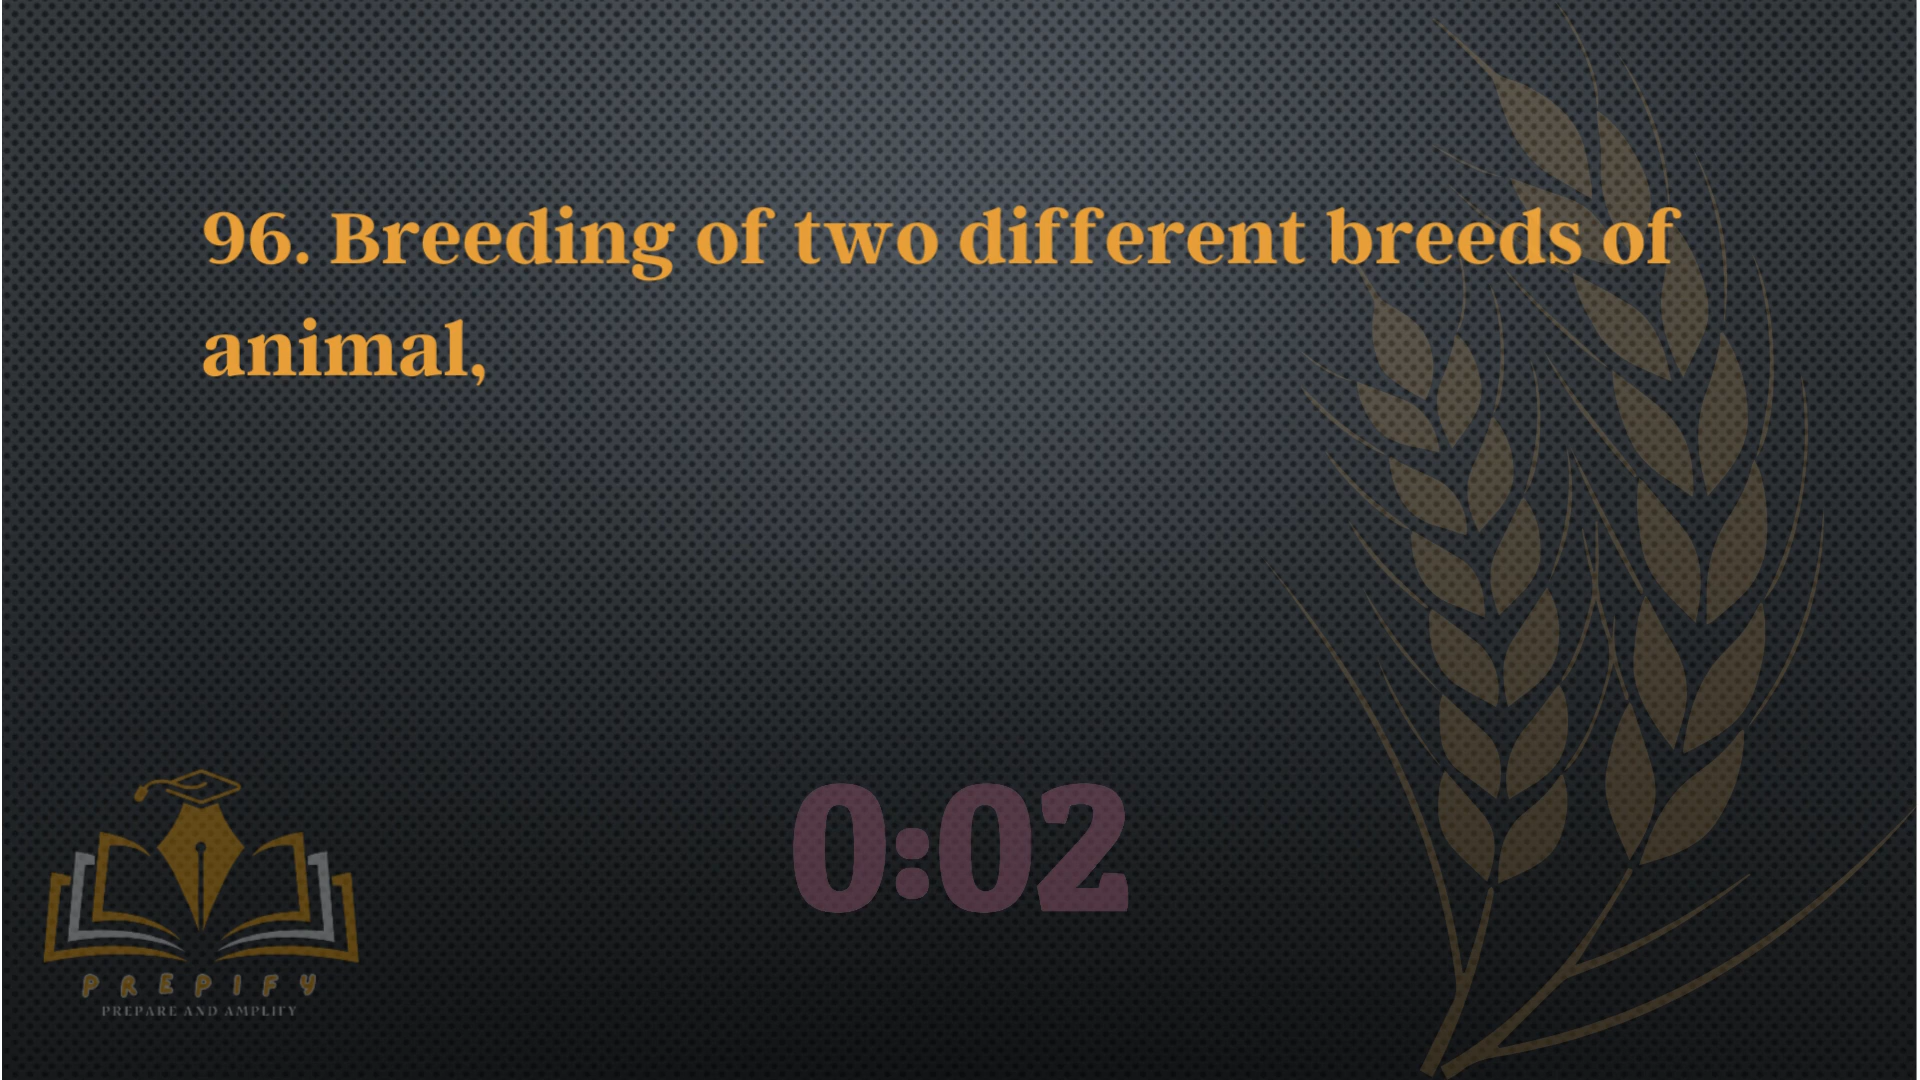 96. Breeding of two different breeds of
animal,
0:02
PREPIFY
PREPARE AND AMPLIFY